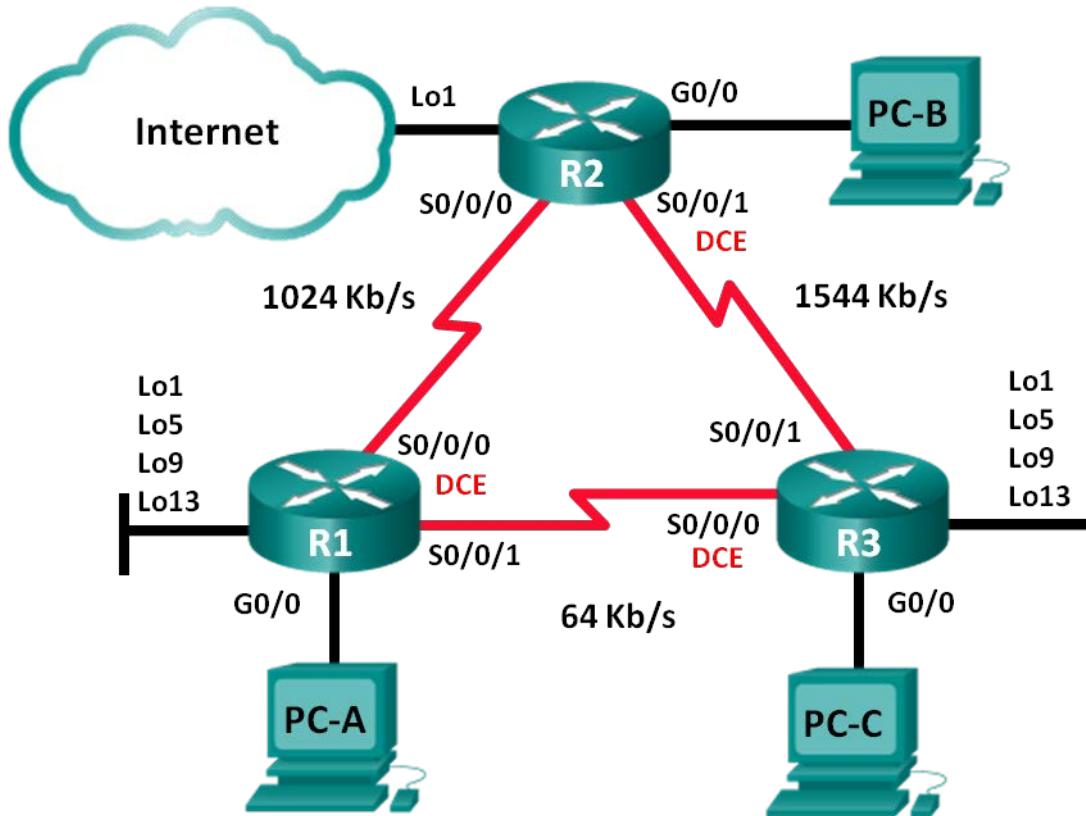 Internet
Lo1
G0/0
PC-B
R2
S0/0/0
S0/0/1
DCE
1024 Kb/s
1544 Kb/s
Lo1
Lo5
Lo9
Lo13
S0/0/0
DCE
R1
S0/0/1
G0/0
PC-A
64 Kb/s
S0/0/1
S0/0/0
DCE
R3
Lo1
Lo5
Lo9
Lo13
G0/0
PC-C